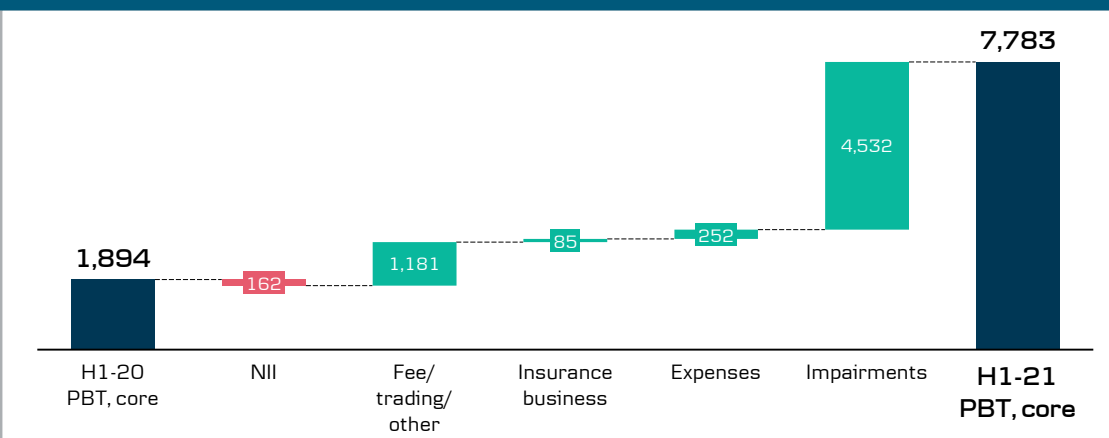 7,783
4,532
1,894
162
1,181
85
252
H1-20
PBT, core
NII
Fee/
trading/
other
Insurance
business
Expenses
Impairments
H1-21
PBT, core